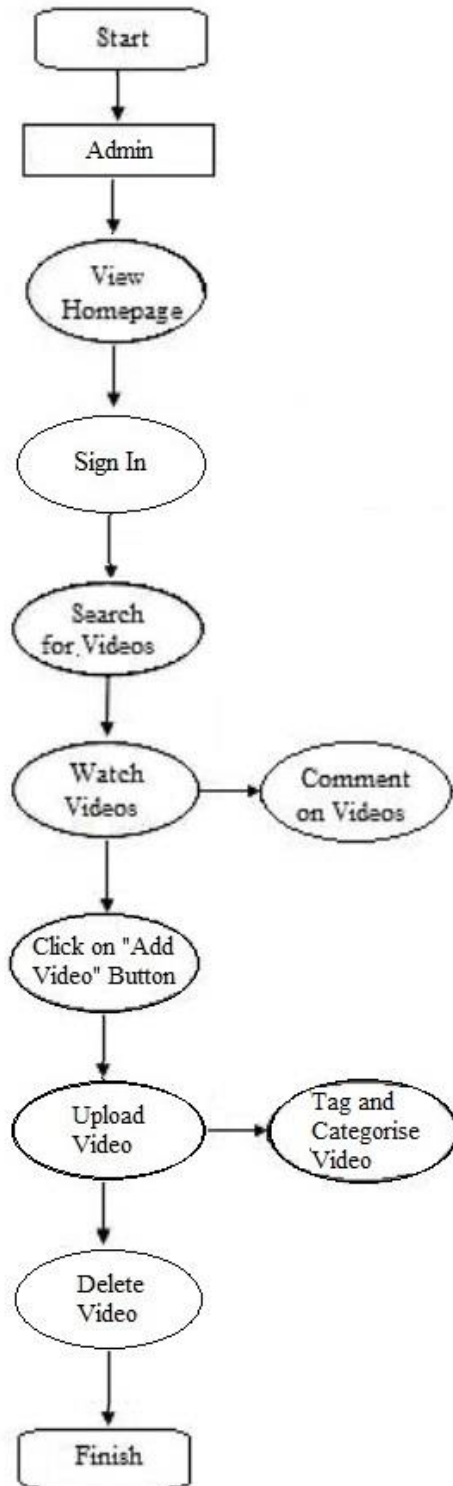 Start
Admin
View
Homepage
Sign In
Search
for Videos
Watch
Videos
Comment
on Videos
Click on "Add
Video" Button
Upload
Video
Tag and
Categorise
Video
Delete
Video
Finish